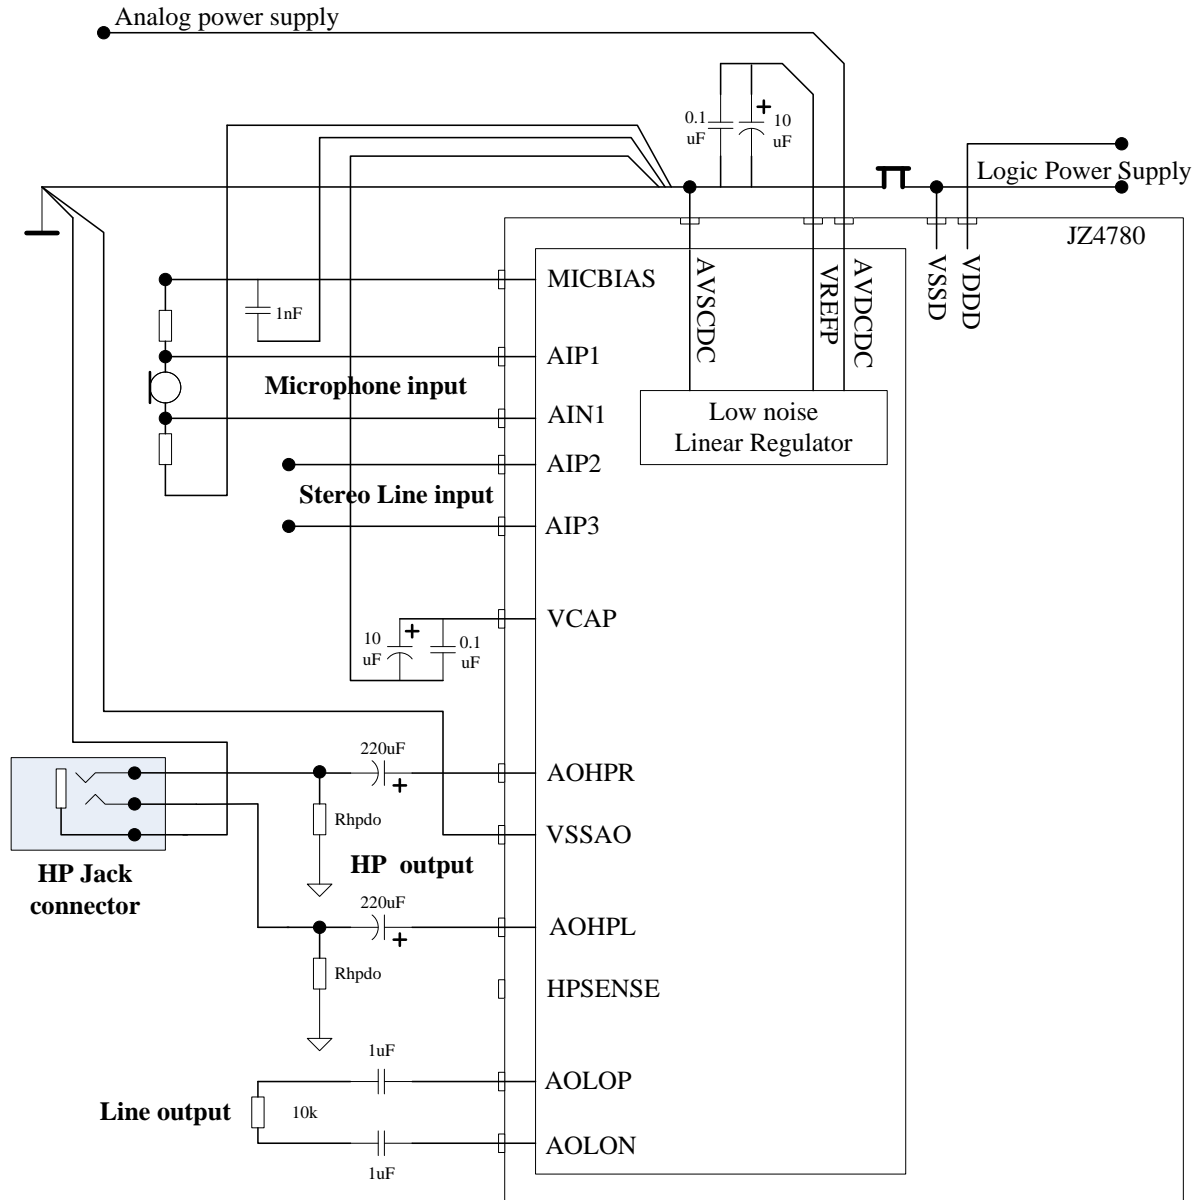 Analog power supply
0.1
uF
10
uF
Logic Power Supply
JZ4780
MICBIAS
AVSCDC
VREFP
AVDCDC
VSSD
VDDD
1nF
AIP1
Microphone input
AIN1
Low noise
Linear Regulator
AIP2
Stereo Line input
AIP3
VCAP
10
uF
0.1
uF
220uF
AOHPR
Rhpdo
VSSAO
HP output
HP Jack
connector
220uF
AOHPL
Rhpdo
HPSENSE
1uF
AOLOP
Line output
10k
AOLON
1uF